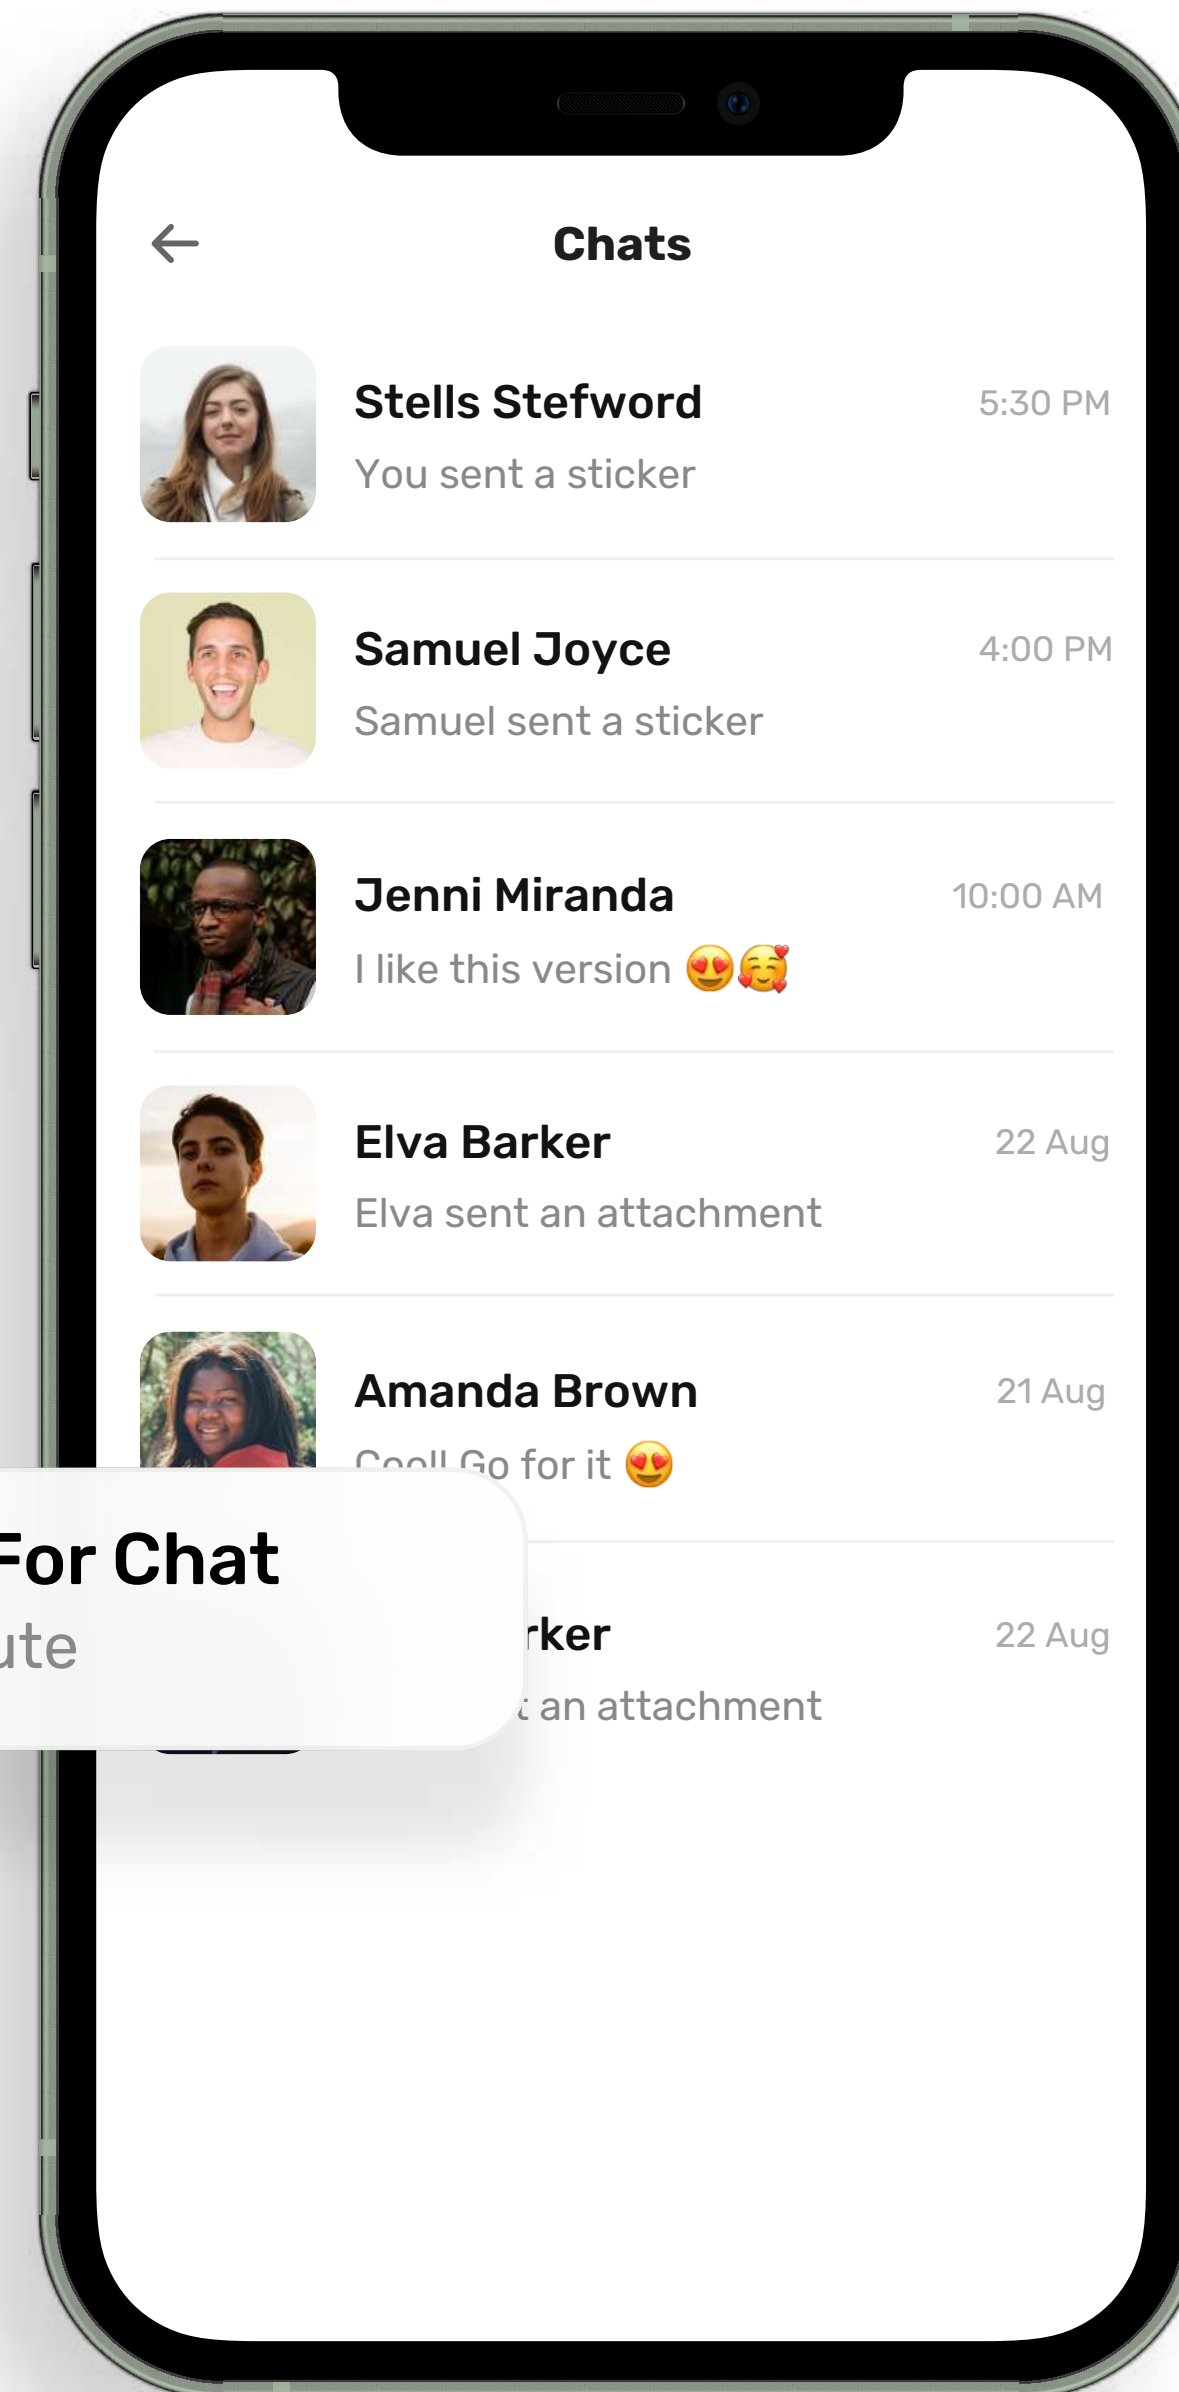 Chats
Stells Stefword
5:30 PM
You sent a sticker
Samuel Joyce
4:00 PM
Samuel sent a sticker
Jenni Miranda
10:00 AM
I like this version 😍🥰
Elva Barker
22 Aug
Elva sent an attachment
Amanda Brown
21 Aug
Cool! Go for it 😍
For Chat
ute
rker
22 Aug
t an attachment